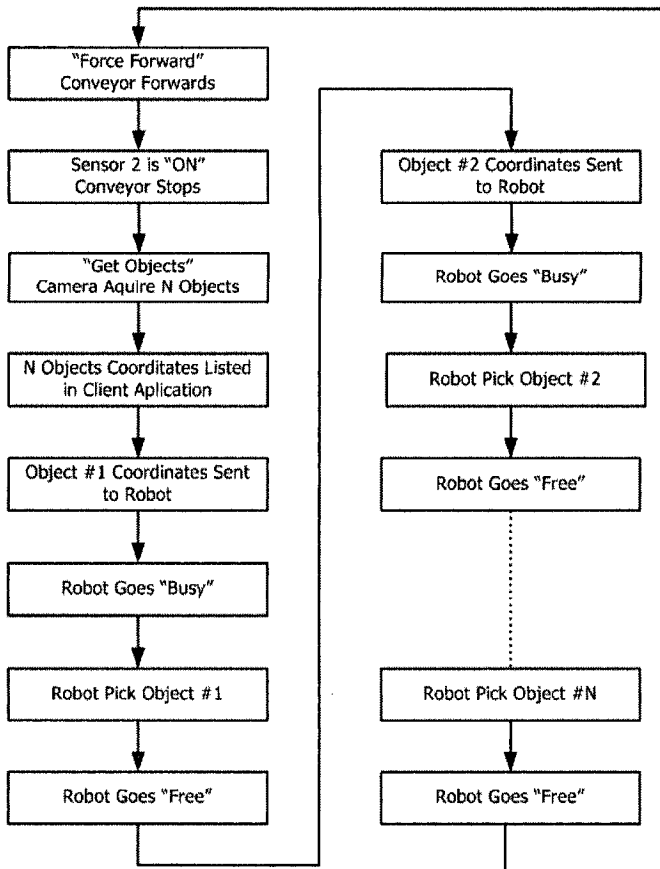 “Force Forward”
Conveyor Forwards
Sensor 2 is “ON”
Conveyor Stops
“Get Objects”
Camera Aquire N Objects
N Objects Coorditates Listed
in Client Aplication
Object #1 Coordinates Sent
to Robot
Robot Goes “Busy”
Robot Pick Object #1
Robot Goes “Free”
Object #2 Coordinates Sent
to Robot
Robot Goes “Busy”
Robot Pick Object #2
Robot Goes “Free”
Robot Pick Object #N
Robot Goes “Free”